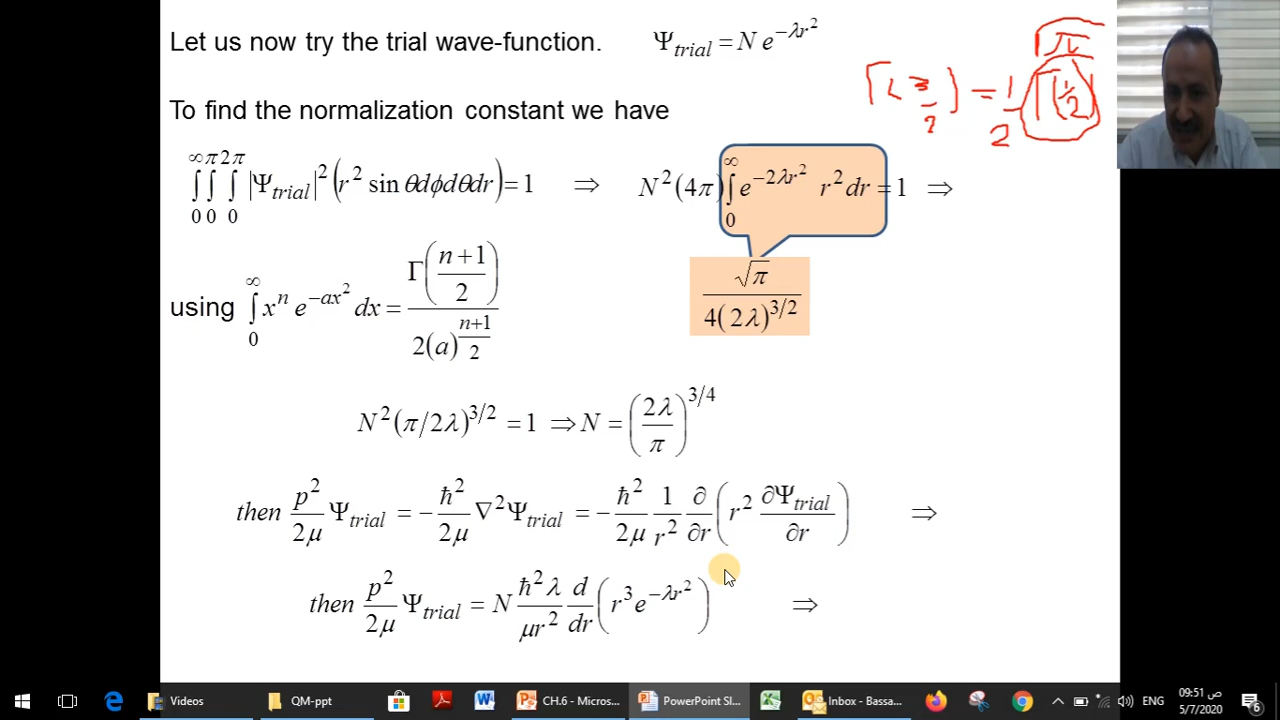 Let us now try the trial wave-function. Ψ_trial = N e^{−λr²}
Γ(3/2) = 1/2 Γ(1/2) √π
To find the normalization constant we have
∫₀^∞ ∫₀^π ∫₀^{2π} |Ψ_trial|² (r² sin θdϕdθdr) = 1 ⇒ N²(4π) ∫₀^∞ e^{−2λr²} r² dr = 1 ⇒
√π / 4(2λ)^{3/2}
using ∫₀^∞ xⁿ e^{−ax²} dx = Γ((n+1)/2) / 2(a)^{(n+1)/2}
N²(π/2λ)^{3/2} = 1 ⇒ N = (2λ/π)^{3/4}
then p²/2μ Ψ_trial = − ℏ²/2μ ∇²Ψ_trial = − ℏ²/2μ 1/r² ∂/∂r (r² ∂Ψ_trial/∂r) ⇒
then p²/2μ Ψ_trial = N ℏ²λ/μr² d/dr (r³e^{−λr²}) ⇒
Videos QM-ppt CH.6 - Micros... PowerPoint Sl... Inbox - Bassa... ENG 09:51 ص
5/7/2020 6